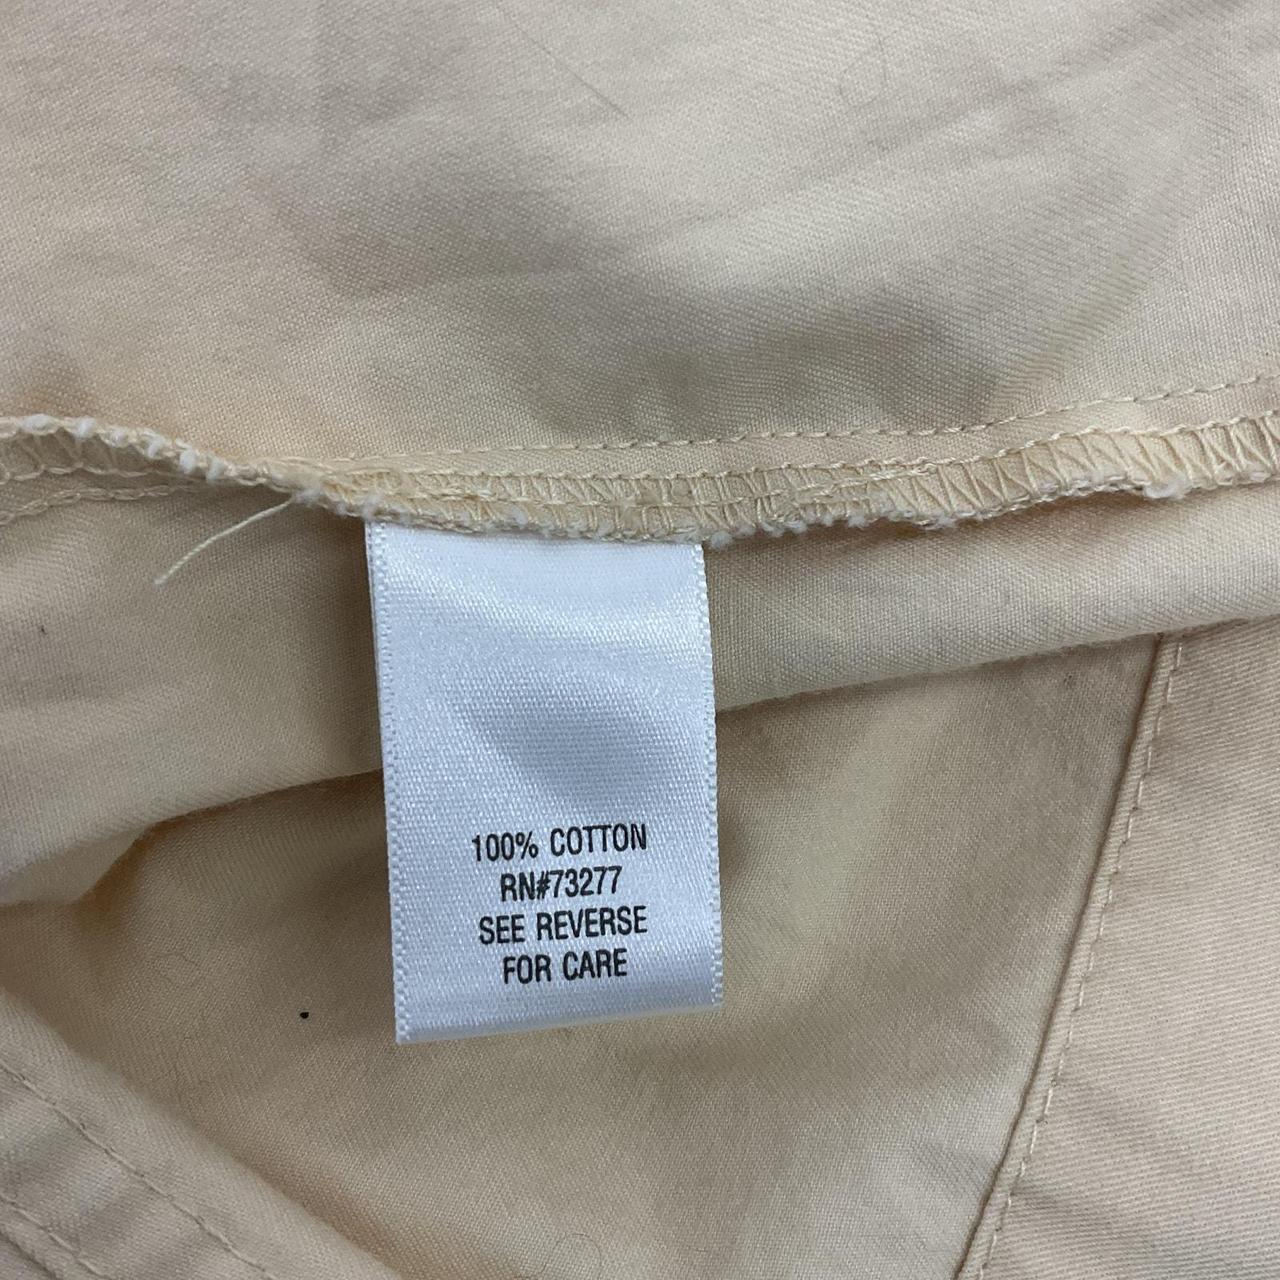 100% COTTON
RN#73277
SEE REVERSE
FOR CARE